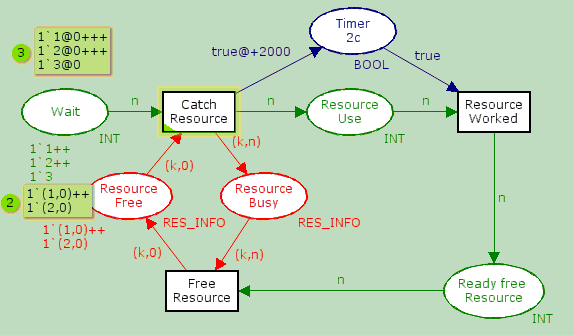 Timer
2c
true@+2000
BOOL
true
3
1`1@0+++
1`2@0+++
1`3@0
Wait
INT
n
Catch
Resource
n
Resource
Use
INT
n
Resource
Worked
1`1++
1`2++
1`3
(k,0)
(k,n)
2
1`(1,0)++
1`(2,0)
Resource
Free
RES_INFO
Resource
Busy
RES_INFO
n
1`(1,0)++
1`(2,0)
(k,0)
(k,n)
Free
Resource
n
Ready free
Resource
INT